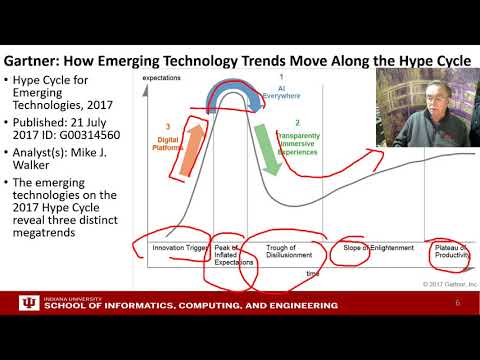 Gartner: How Emerging Technology Trends Move Along the Hype Cycle
• Hype Cycle for
Emerging
Technologies, 2017
• Published: 21 July
2017 ID: G00314560
• Analyst(s): Mike J.
Walker
• The emerging
technologies on the
2017 Hype Cycle
reveal three distinct
megatrends
expectations
1
AI
Everywhere
3
Digital
Platforms
2
Transparently
Immersive
Experiences
Innovation Trigger
Peak of
Inflated
Expectations
Trough of
Disillusionment
Slope of Enlightenment
Plateau of
Productivity
time
© 2017 Gartner, Inc.
INDIANA UNIVERSITY
SCHOOL OF INFORMATICS, COMPUTING, AND ENGINEERING
6